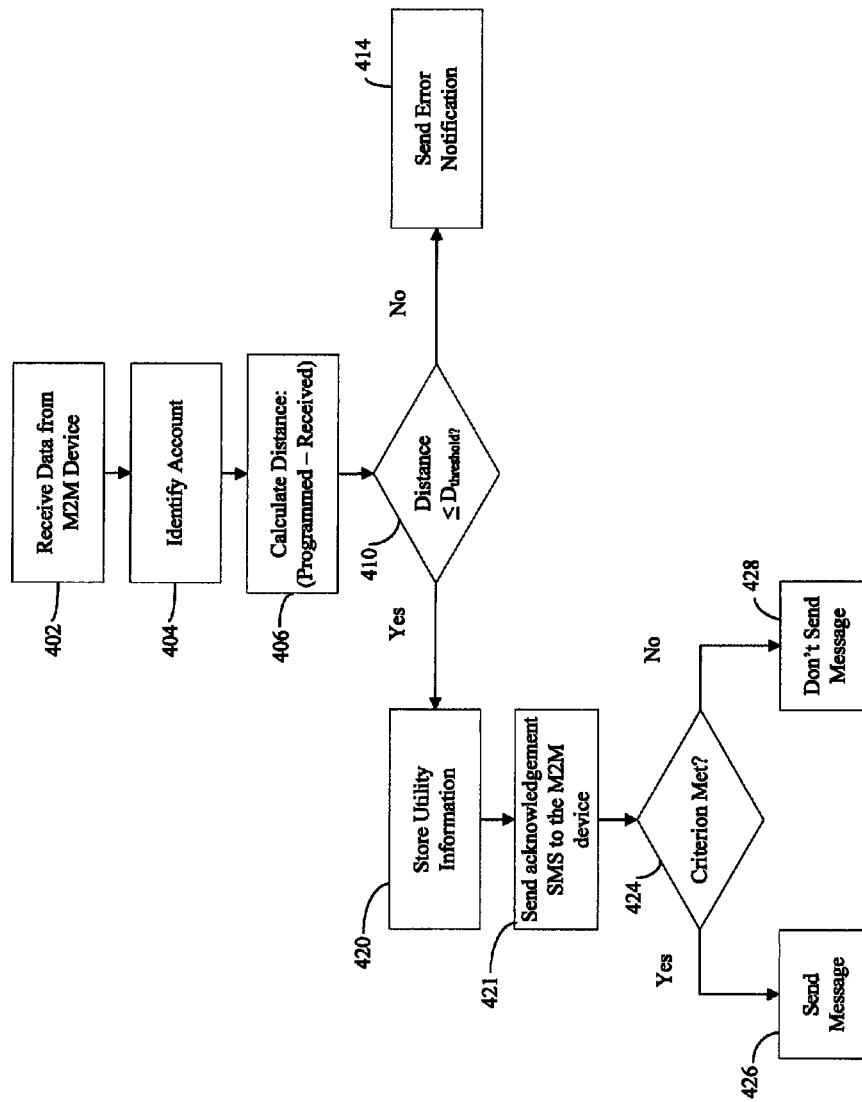 402
Receive Data from
M2M Device
404
Identify Account
406
Calculate Distance:
(Programmed – Received)
410
Distance
≤ Dthreshold?
Yes
No
414
Send Error
Notification
420
Store Utility
Information
421
Send acknowledgement
SMS to the M2M
device
424
Criterion Met?
Yes
No
426
Send
Message
428
Don't Send
Message